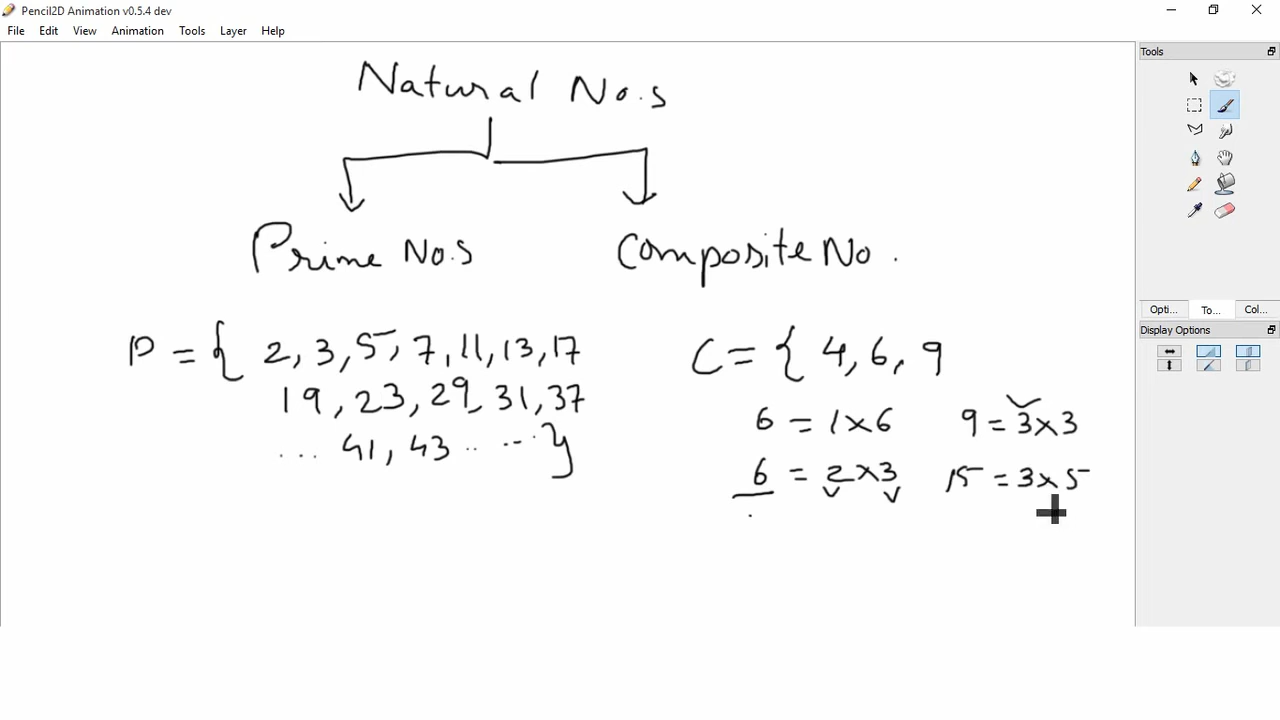 Pencil2D Animation v0.5.4 dev
File Edit View Animation Tools Layer Help
Tools
Natural No.s
Prime No.s Composite No.
P = { 2, 3, 5, 7, 11, 13, 17
19, 23, 29, 31, 37
... 41, 43 .. ... }
C = { 4, 6, 9
6 = 1x6 9 = 3x3
6 = 2x3 15 = 3x5
Opti... To... Col...
Display Options